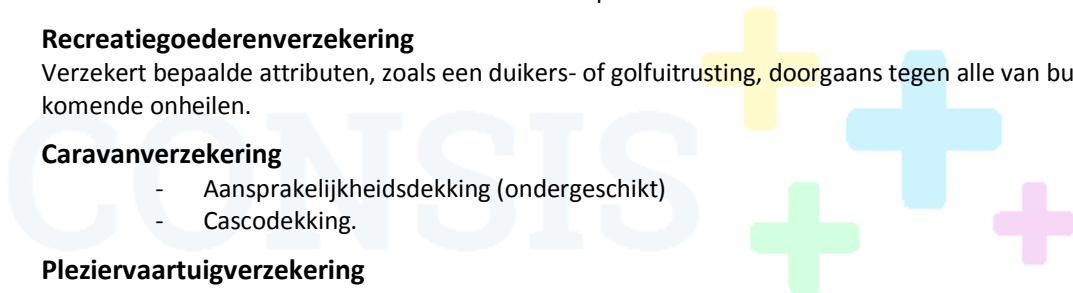 Recreatiegoederenverzekering
Verzekert bepaalde attributen, zoals een duikers- of golfuitrusting, doorgaans tegen alle van bu
komende onheilen.
Caravanverzekering
- Aansprakelijkheidsdekking (ondergeschikt)
- Cascodekking.
Pleziervaartuigverzekering
CONSIS